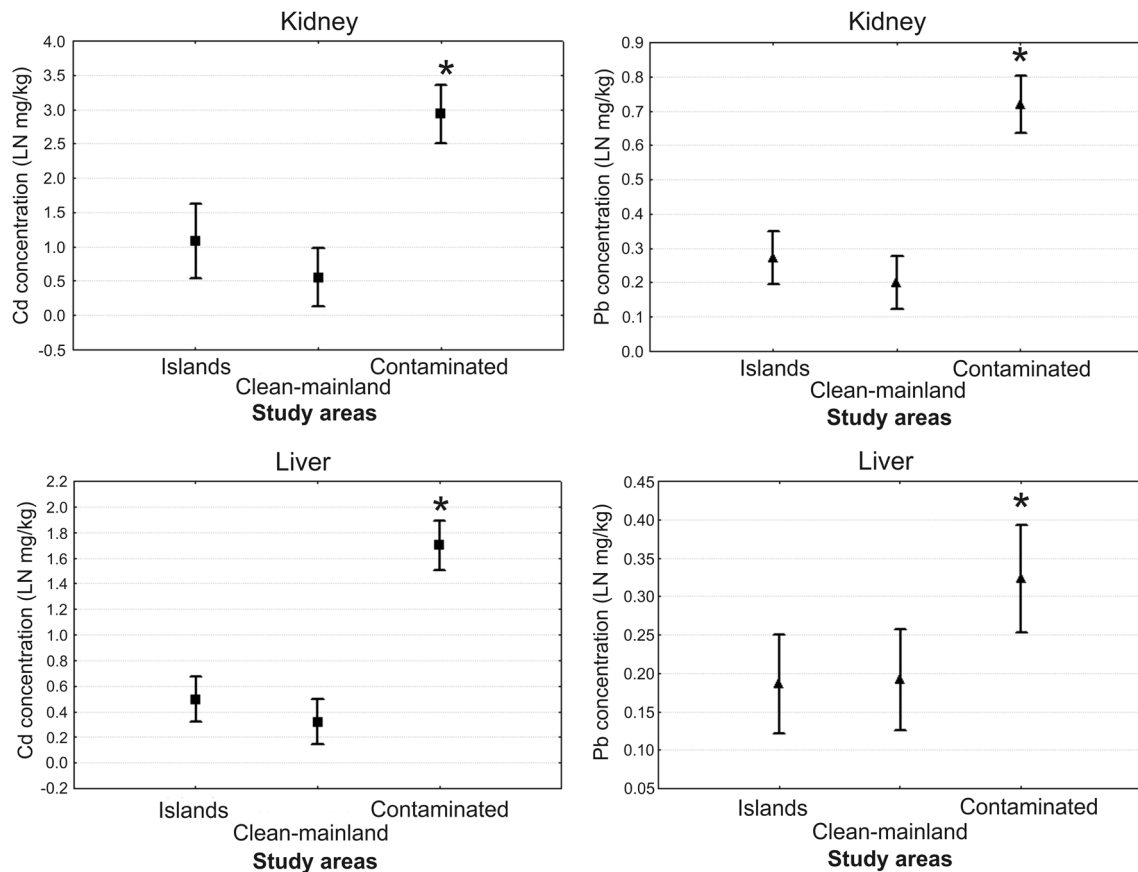 Kidney
Cd concentration (LN mg/kg)
4.0
3.5
3.0
2.5
2.0
1.5
1.0
0.5
0.0
-0.5
*
Islands
Contaminated
Clean-mainland
Study areas
Kidney
Pb concentration (LN mg/kg)
0.9
0.8
0.7
0.6
0.5
0.4
0.3
0.2
0.1
0.0
*
Islands
Contaminated
Clean-mainland
Study areas
Liver
Cd concentration (LN mg/kg)
2.2
2.0
1.8
1.6
1.4
1.2
1.0
0.8
0.6
0.4
0.2
0.0
-0.2
*
Islands
Contaminated
Clean-mainland
Study areas
Liver
Pb concentration (LN mg/kg)
0.45
0.40
0.35
0.30
0.25
0.20
0.15
0.10
0.05
*
Islands
Contaminated
Clean-mainland
Study areas